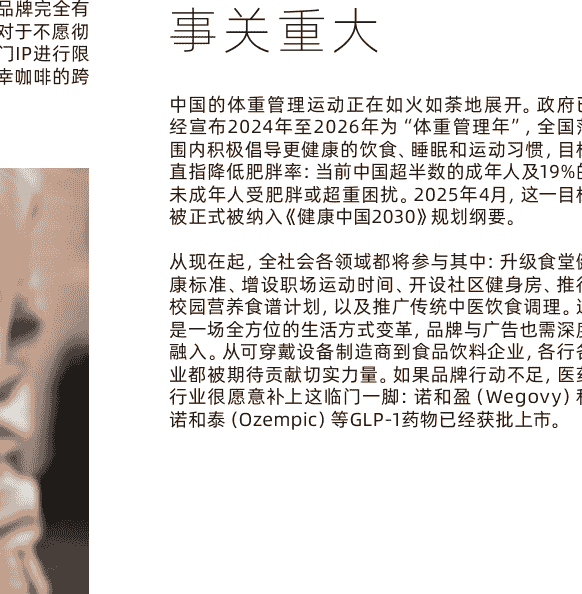 品牌完全有
对于不愿彻
门IP进行限
幸咖啡的跨
事关重大
中国的体重管理运动正在如火如荼地展开。政府已
经宣布2024年至2026年为“体重管理年”，全国范
围内积极倡导更健康的饮食、睡眠和运动习惯，目标
直指降低肥胖率：当前中国超半数的成年人及19%的
未成年人受肥胖或超重困扰。2025年4月，这一目标
被正式被纳入《健康中国2030》规划纲要。
从现在起，全社会各领域都将参与其中：升级食堂健
康标准、增设职场运动时间、开设社区健身房、推行
校园营养食谱计划，以及推广传统中医饮食调理。这
是一场全方位的生活方式变革，品牌与广告也需深度
融入。从可穿戴设备制造商到食品饮料企业，各行各
业都被期待贡献切实力量。如果品牌行动不足，医药
行业很愿意补上这临门一脚：诺和盈（Wegovy）和
诺和泰（Ozempic）等GLP-1药物已经获批上市。